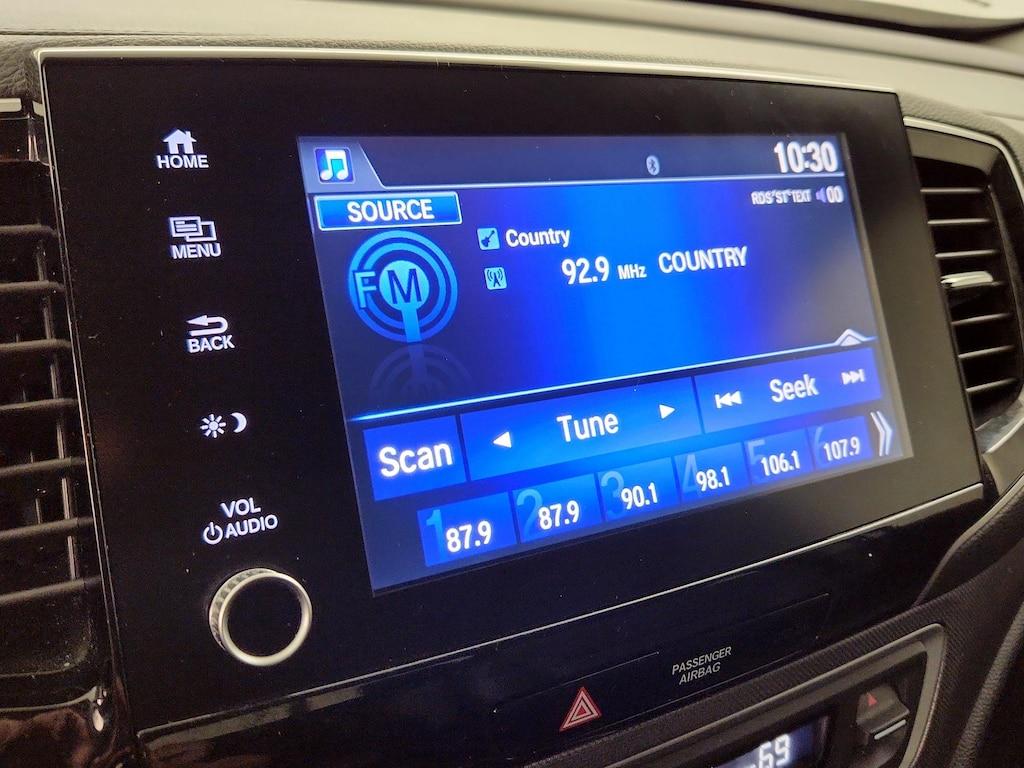 HOME
MENU
BACK
VOL
AUDIO
10:30
RDS ST TEXT 00
SOURCE
FM
Country
92.9 MHz COUNTRY
Scan
Tune
Seek
1 87.9
2 87.9
3 90.1
4 98.1
5 106.1
6 107.9
PASSENGER
AIRBAG
69